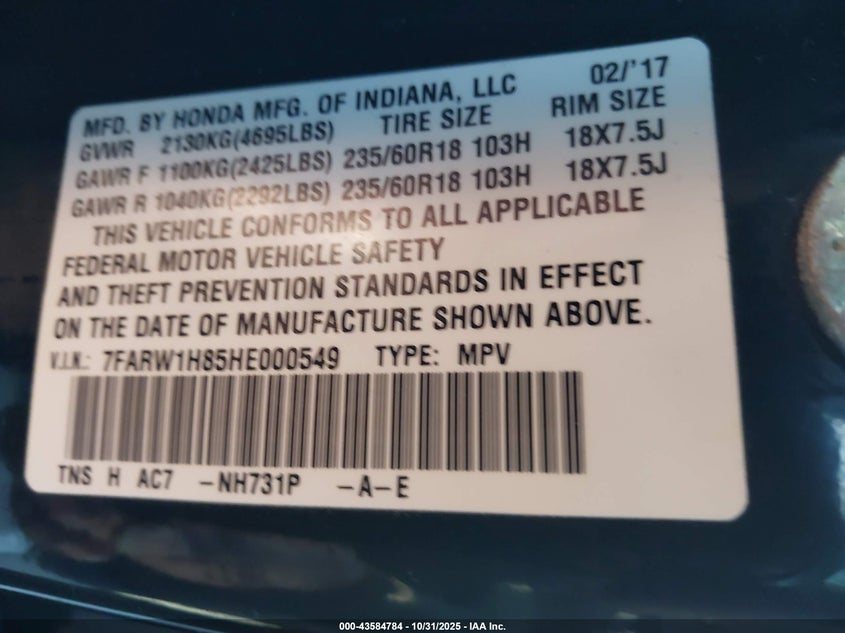 MFD. BY HONDA MFG. OF INDIANA, LLC 02/'17
GVWR 2130KG(4695LBS) TIRE SIZE RIM SIZE
GAWR F 1100KG(2425LBS) 235/60R18 103H 18X7.5J
GAWR R 1040KG(2292LBS) 235/60R18 103H 18X7.5J
THIS VEHICLE CONFORMS TO ALL APPLICABLE
FEDERAL MOTOR VEHICLE SAFETY
AND THEFT PREVENTION STANDARDS IN EFFECT
ON THE DATE OF MANUFACTURE SHOWN ABOVE.
V.I.N.: 7FARW1H85HE000549 TYPE: MPV
TNS H AC7 -NH731P -A-E
000-43584784 - 10/31/2025 - IAA Inc.